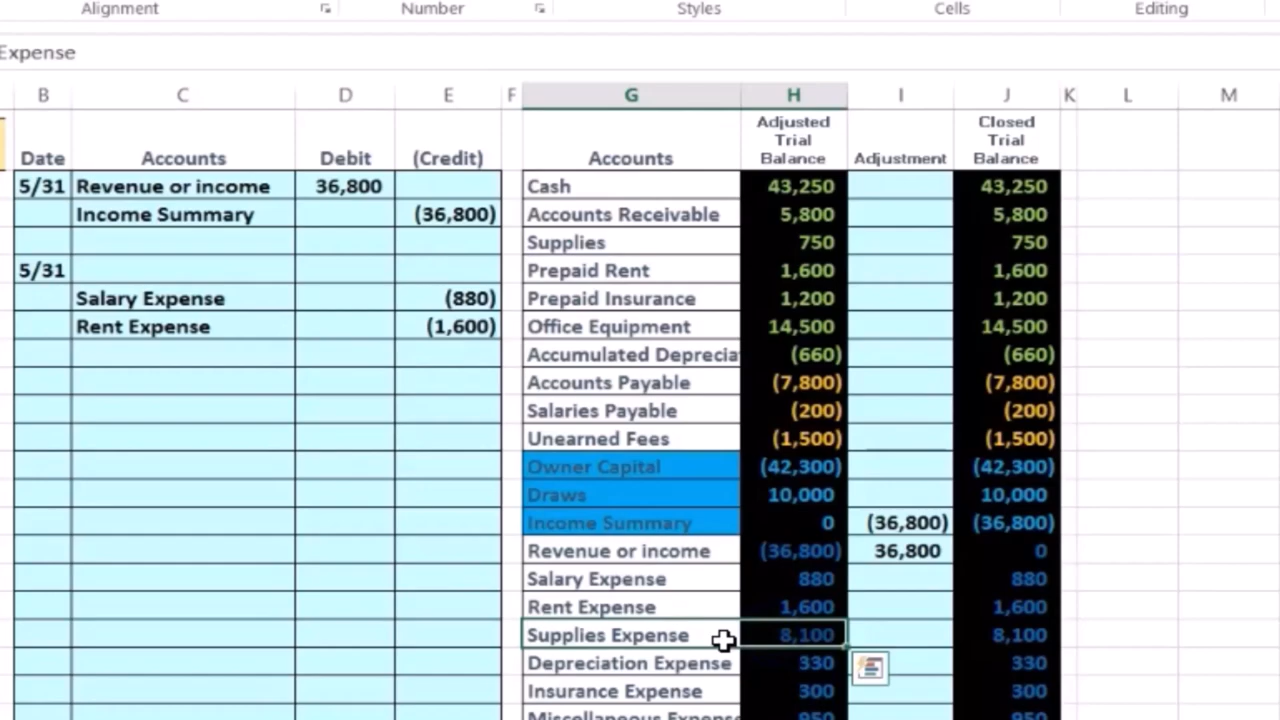 Alignment Number Styles Cells Editing
Expense
B C D E F G H I J K L M
Adjusted Closed
Trial Trial
Date Accounts Debit (Credit) Accounts Balance Adjustment Balance
5/31 Revenue or income 36,800 Cash 43,250 43,250
Income Summary (36,800) Accounts Receivable 5,800 5,800
Supplies 750 750
5/31 Prepaid Rent 1,600 1,600
Salary Expense (880) Prepaid Insurance 1,200 1,200
Rent Expense (1,600) Office Equipment 14,500 14,500
Accumulated Deprecia (660) (660)
Accounts Payable (7,800) (7,800)
Salaries Payable (200) (200)
Unearned Fees (1,500) (1,500)
Owner Capital (42,300) (42,300)
Draws 10,000 10,000
Income Summary 0 (36,800) (36,800)
Revenue or income (36,800) 36,800 0
Salary Expense 880 880
Rent Expense 1,600 1,600
Supplies Expense 8,100 8,100
Depreciation Expense 330 330
Insurance Expense 300 300
Miscellaneous Expense 950 950